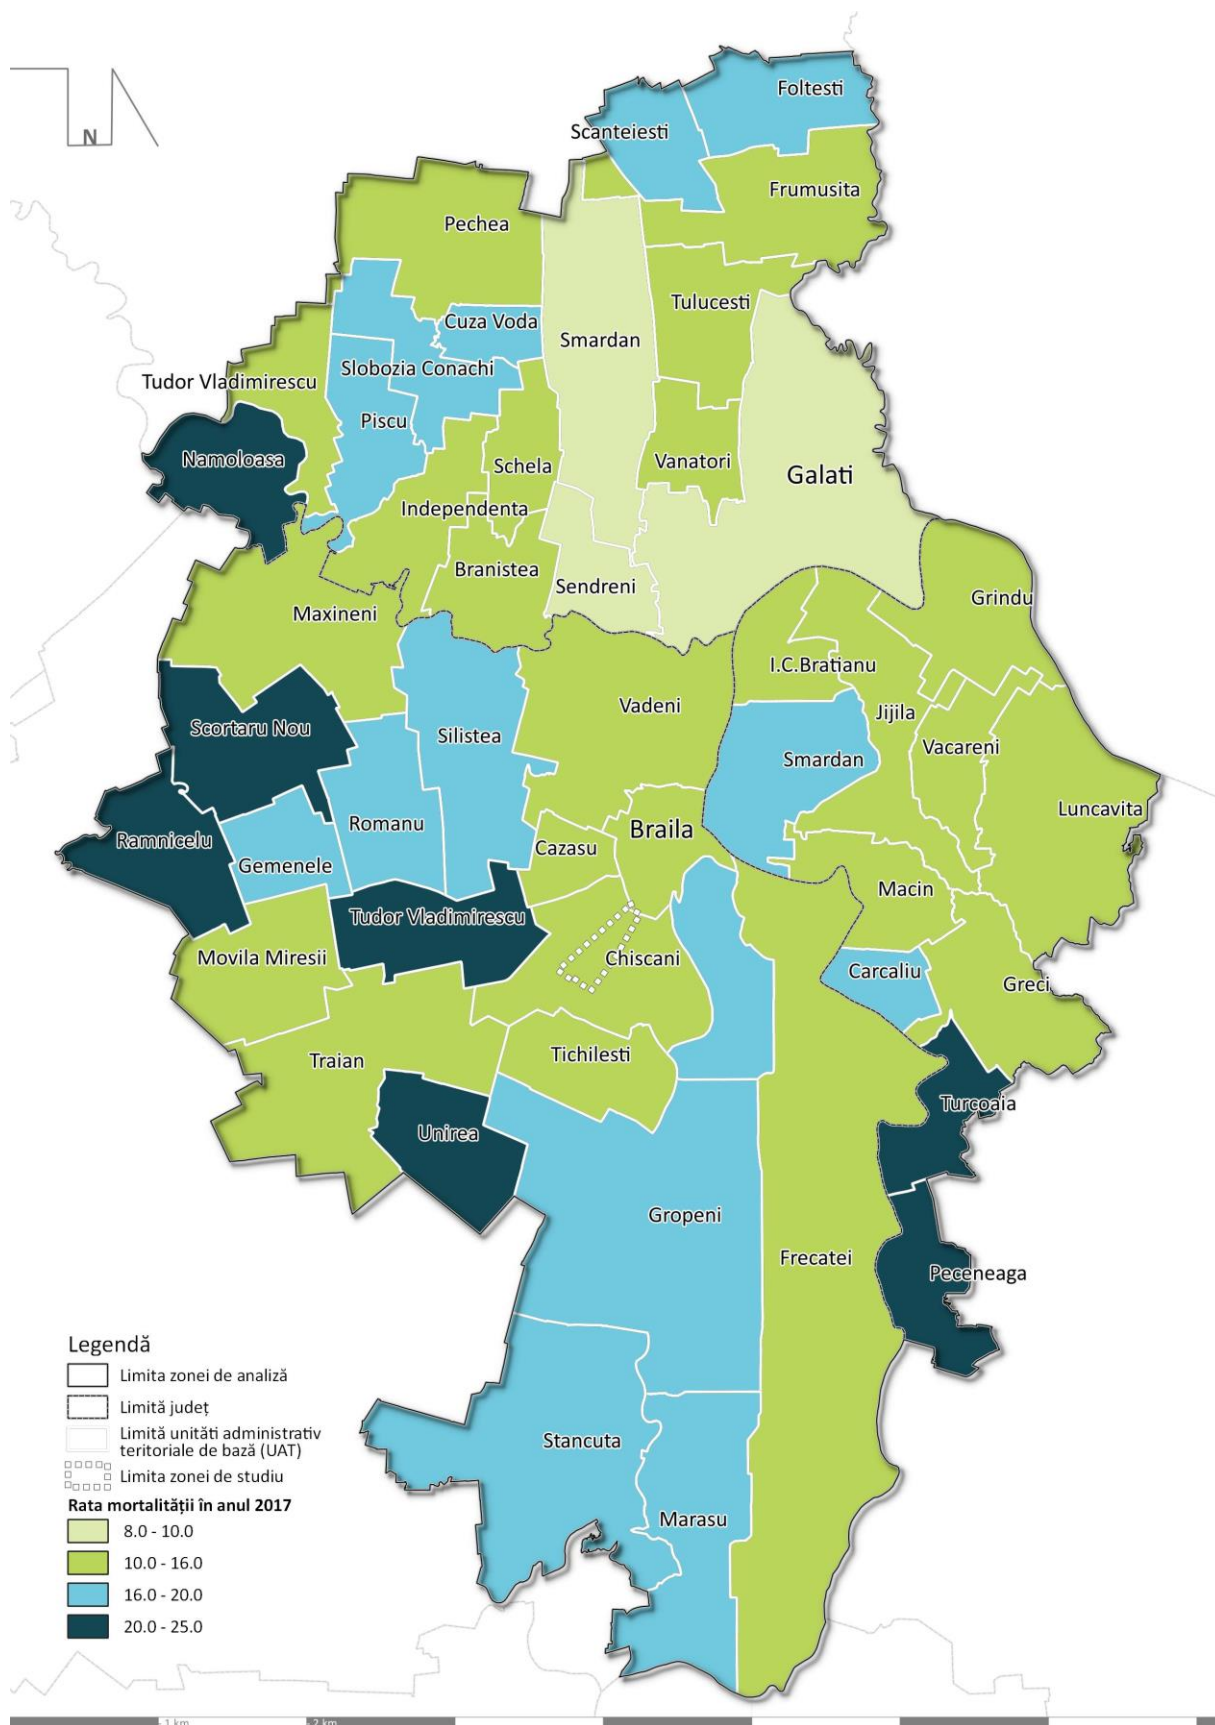 Foltesti
Scanteiesti
Frumusita
N
Pechea
Tulucesti
Cuza Voda
Smardan
Slobozia Conachi
Tudor Vladimirescu
Piscu
Namoloasa
Schela
Vanatori
Galati
Independenta
Branistea
Sendreni
Grindu
Maxineni
I.C.Bratianu
Vadeni
Jijila
Scortaru Nou
Silistea
Vacareni
Smardan
Luncavita
Romanu
Braila
Ramnicelu
Cazasu
Gemenele
Macin
Tudor Vladimirescu
Movila Miresii
Chiscani
Carcaliu
Greci
Traian
Tichilesti
Turcoaia
Unirea
Gropeni
Frecatei
Peceneaga
Stancuta
Marasu
Legendă
Limita zonei de analiză
Limită județ
Limită unități administrativ
teritoriale de bază (UAT)
Limita zonei de studiu
Rata mortalității în anul 2017
8.0 - 10.0
10.0 - 16.0
16.0 - 20.0
20.0 - 25.0
1 km
2 km